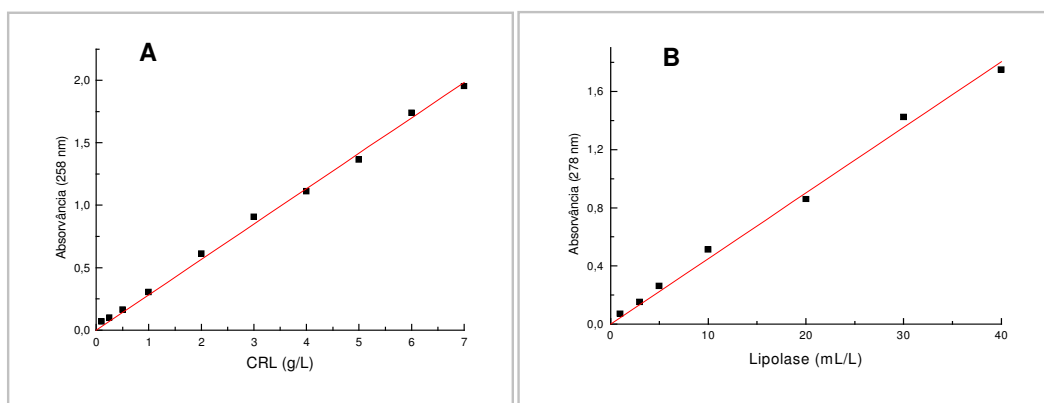 A
Absorvância (258 nm)
2,0
1,5
1,0
0,5
0,0
0 1 2 3 4 5 6 7
CRL (g/L)
B
Absorvância (278 nm)
1,6
1,2
0,8
0,4
0,0
0 10 20 30 40
Lipolase (mL/L)